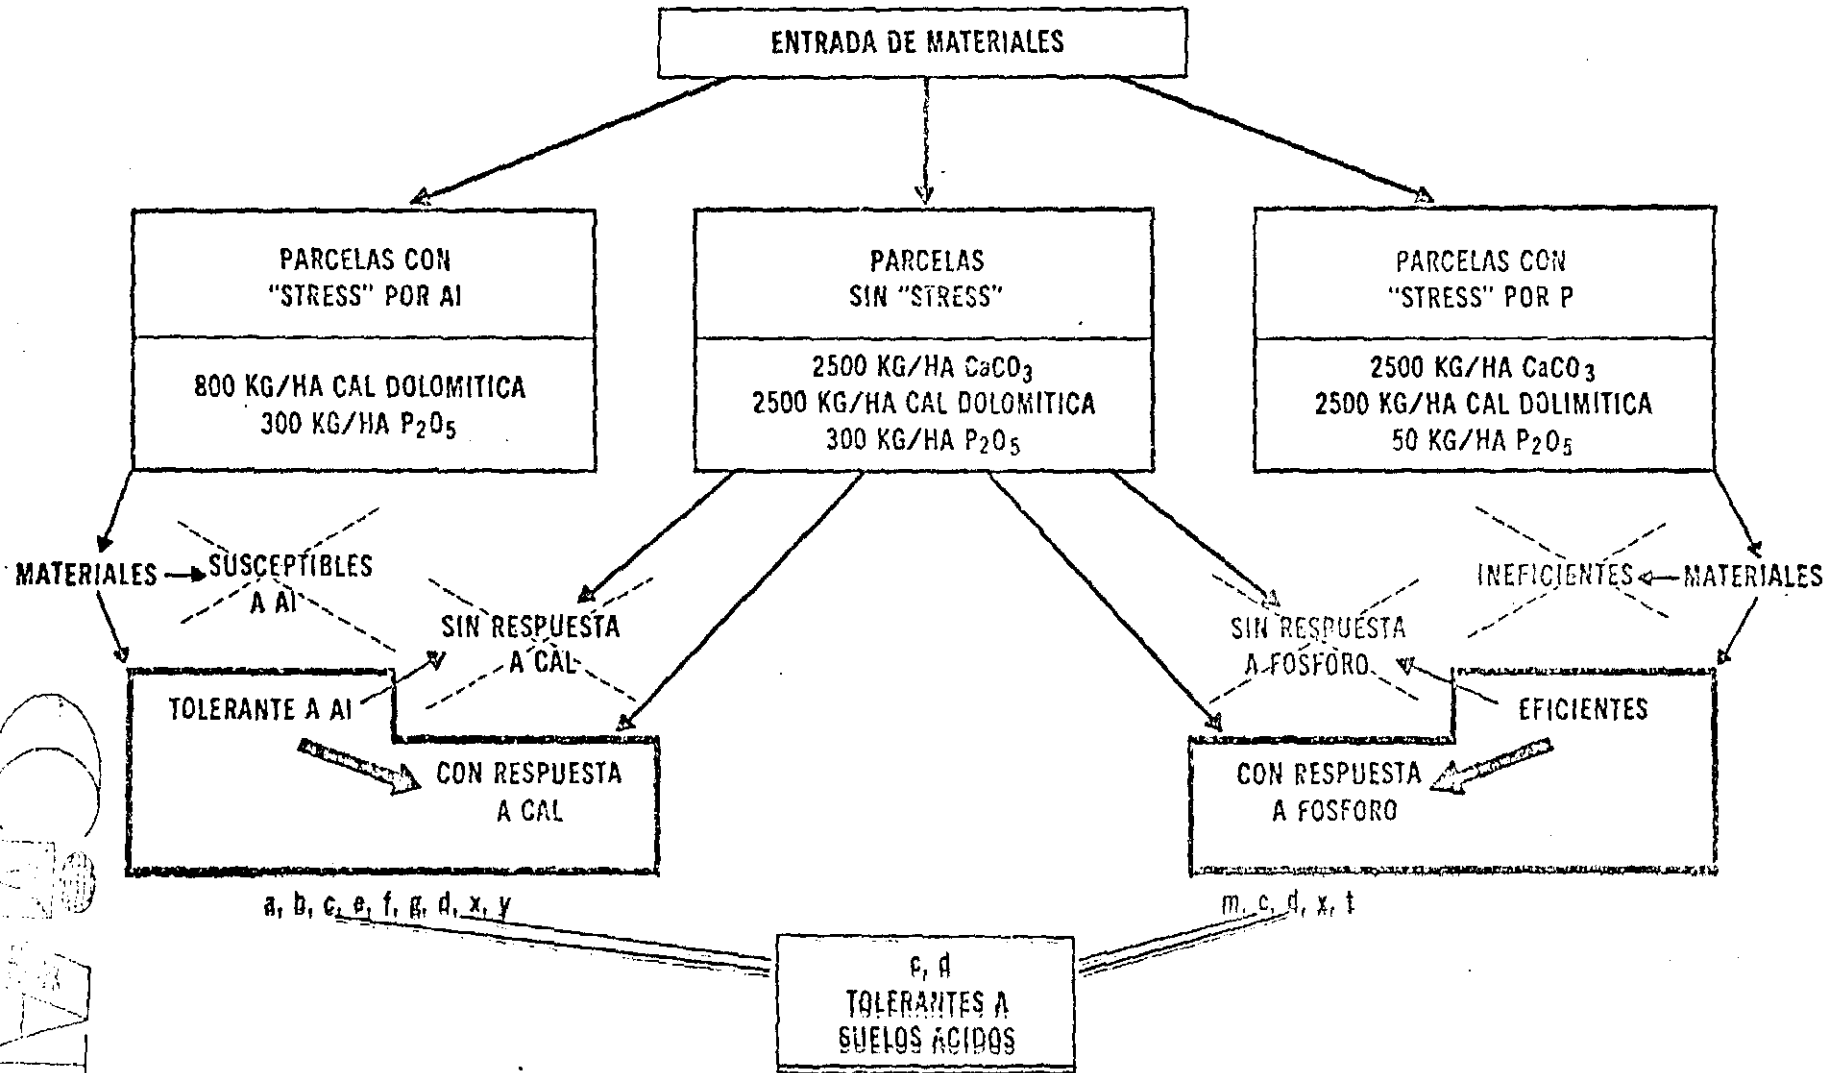 ENTRADA DE MATERIALES
PARCELAS CON
"STRESS" POR Al
800 KG/HA CAL DOLOMITICA
300 KG/HA P₂O₅
PARCELAS
SIN "STRESS"
2500 KG/HA CaCO₃
2500 KG/HA CAL DOLOMITICA
300 KG/HA P₂O₅
PARCELAS CON
"STRESS" POR P
2500 KG/HA CaCO₃
2500 KG/HA CAL DOLIMITICA
50 KG/HA P₂O₅
MATERIALES
SUSCEPTIBLES
A Al
SIN RESPUESTA
A CAL
SIN RESPUESTA
A FOSFORO
INEFICIENTES
MATERIALES
TOLERANTE A Al
CON RESPUESTA
A CAL
EFICIENTES
CON RESPUESTA
A FOSFORO
a, b, c, e, f, g, d, x, y
m, c, d, x, t
c, d
TOLERANTES A
SUELOS ACIDOS